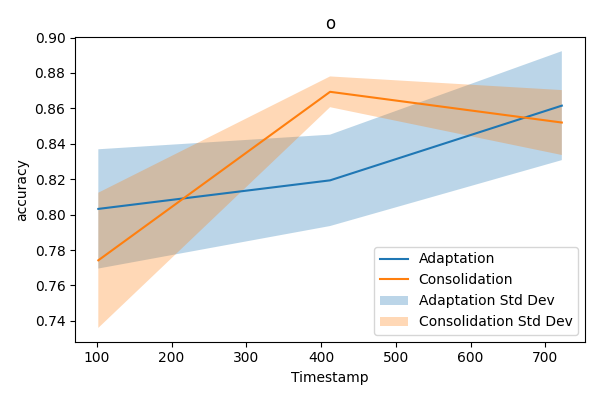 o
0.90
0.88
0.86
0.84
0.82
0.80
0.78
0.76
0.74
accuracy
100
200
300
400
500
600
700
Timestamp
Adaptation
Consolidation
Adaptation Std Dev
Consolidation Std Dev